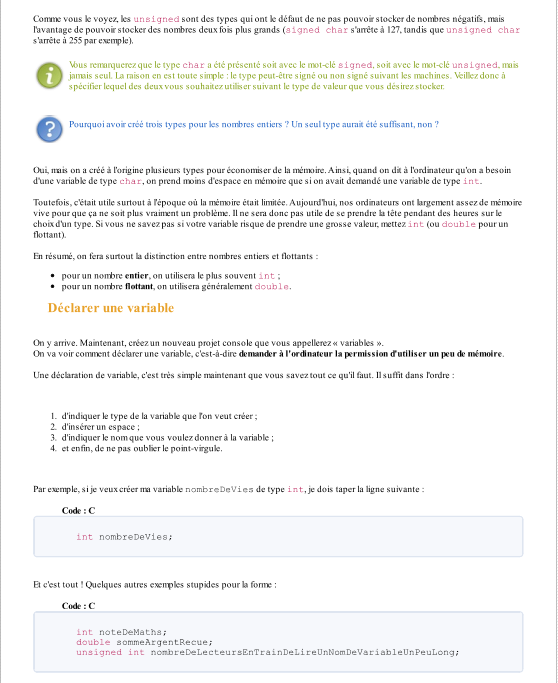 Comme vous le voyez, les unsigned sont des types qui ont le défaut de ne pas pouvoir stocker de nombres négatifs, mais
l'avantage de pouvoir stocker des nombres deux fois plus grands (signed char s'arrête à 127, tandis que unsigned char
s'arrête à 255 par exemple).
Vous remarquerez que le type char a été présenté soit avec le mot-clé signed, soit avec le mot-clé unsigned, mais
jamais seul. La raison en est toute simple : le type peut-être signé ou non signé suivant les machines. Veillez donc à
spécifier lequel des deux vous souhaitez utiliser suivant le type de valeur que vous désirez stocker.
Pourquoi avoir créé trois types pour les nombres entiers ? Un seul type aurait été suffisant, non ?
Oui, mais on a créé à l'origine plusieurs types pour économiser de la mémoire. Ainsi, quand on dit à l'ordinateur qu'on a besoin
d'une variable de type char, on prend moins d'espace en mémoire que si on avait demandé une variable de type int.
Toutefois, c'était utile surtout à l'époque où la mémoire était limitée. Aujourd'hui, nos ordinateurs ont largement assez de mémoire
vive pour que ça ne soit plus vraiment un problème. Il ne sera donc pas utile de se prendre la tête pendant des heures sur le
choix d'un type. Si vous ne savez pas si votre variable risque de prendre une grosse valeur, mettez int (ou double pour un
flottant).
En résumé, on fera surtout la distinction entre nombres entiers et flottants :
• pour un nombre entier, on utilisera le plus souvent int ;
• pour un nombre flottant, on utilisera généralement double.
Déclarer une variable
On y arrive. Maintenant, créez un nouveau projet console que vous appellerez « variables ».
On va voir comment déclarer une variable, c'est-à-dire demander à l'ordinateur la permission d'utiliser un peu de mémoire.
Une déclaration de variable, c'est très simple maintenant que vous savez tout ce qu'il faut. Il suffit dans l'ordre :
1. d'indiquer le type de la variable que l'on veut créer ;
2. d'insérer un espace ;
3. d'indiquer le nom que vous voulez donner à la variable ;
4. et enfin, de ne pas oublier le point-virgule.
Par exemple, si je veux créer ma variable nombreDeVies de type int, je dois taper la ligne suivante :
Code : C
int nombreDeVies;
Et c'est tout ! Quelques autres exemples stupides pour la forme :
Code : C
int noteDeMaths;
double sommeArgentRecue;
unsigned int nombreDeLecteursEnTrainDeLireUnNomDeVariableUnPeuLong;